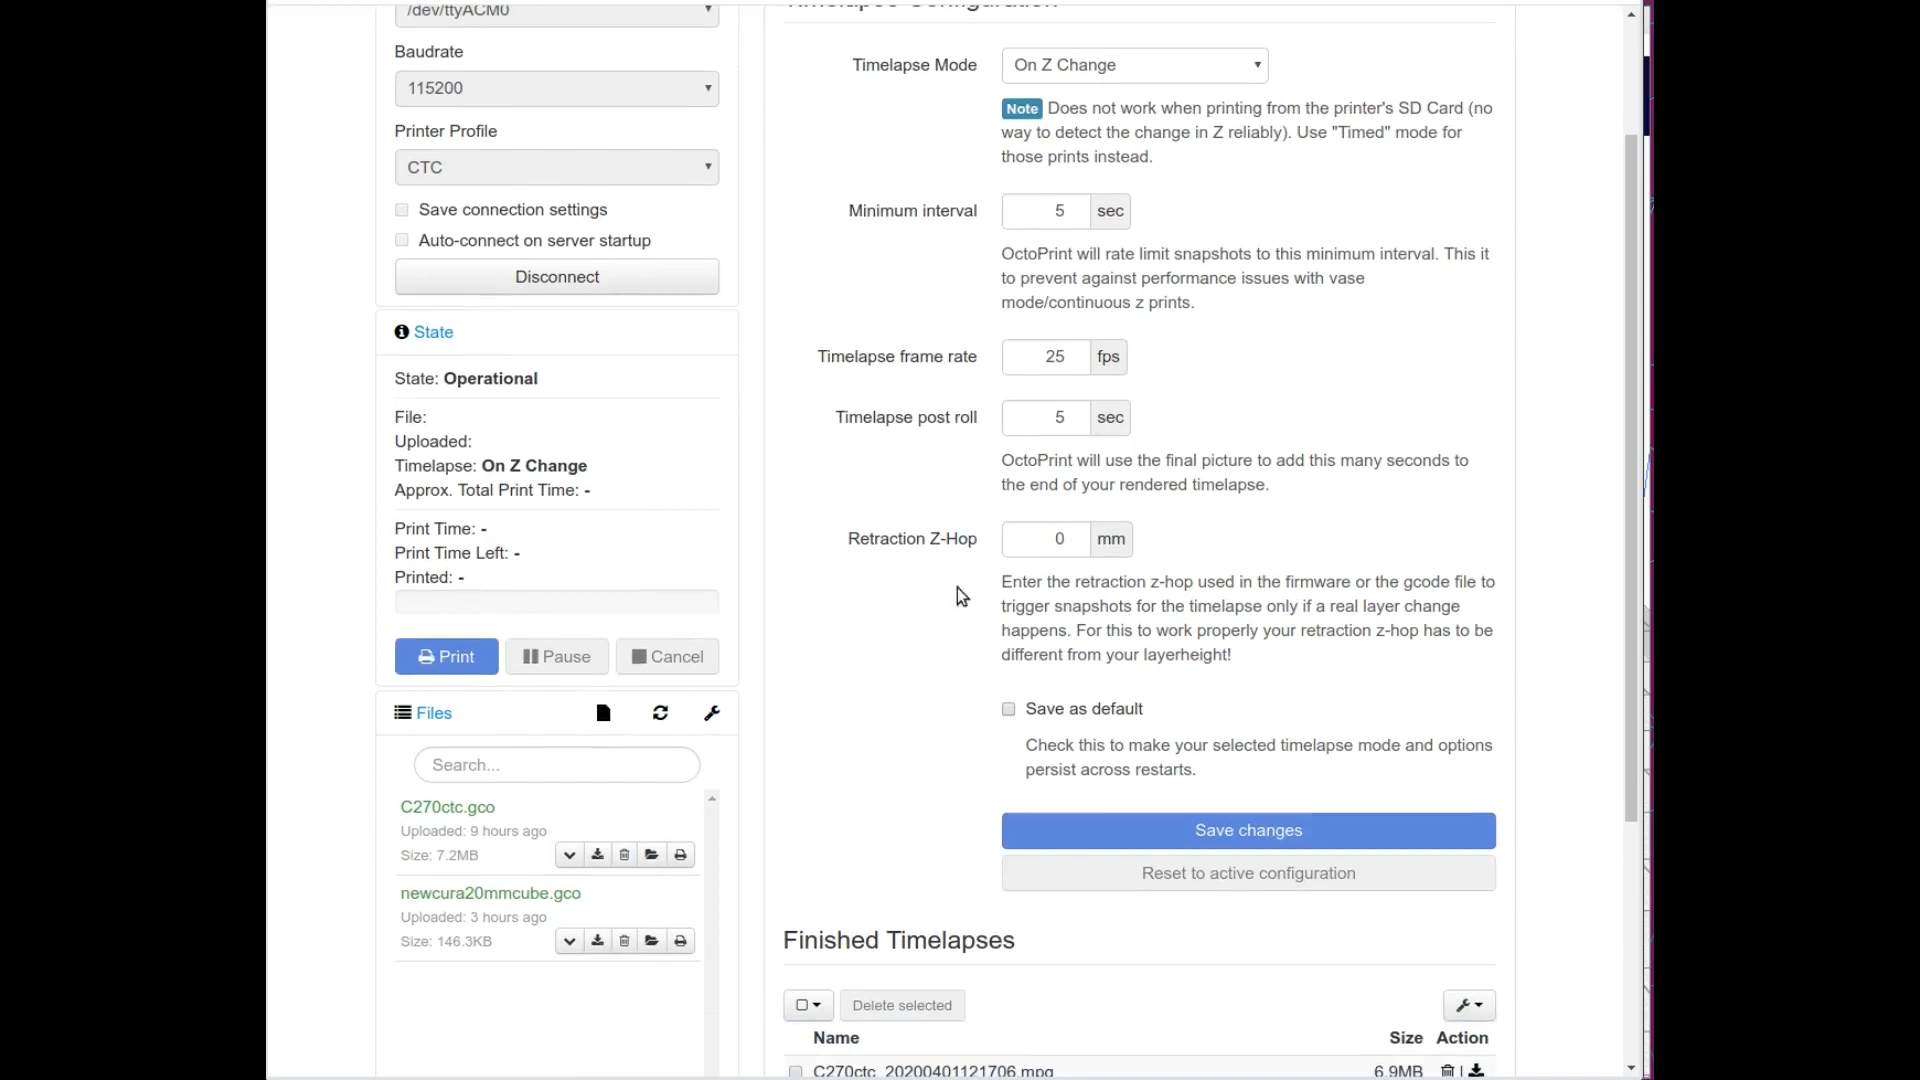 /dev/ttyACM0
Baudrate
115200
Printer Profile
CTC
Save connection settings
Auto-connect on server startup
Disconnect
State
State: Operational
File:
Uploaded:
Timelapse: On Z Change
Approx. Total Print Time: -
Print Time: -
Print Time Left: -
Printed: -
Print
Pause
Cancel
Files
Search...
C270ctc.gco
Uploaded: 9 hours ago
Size: 7.2MB
newcura20mmcube.gco
Uploaded: 3 hours ago
Size: 146.3KB
Timelapse Configuration
Timelapse Mode
On Z Change
Note Does not work when printing from the printer's SD Card (no
way to detect the change in Z reliably). Use "Timed" mode for
those prints instead.
Minimum interval
5 sec
OctoPrint will rate limit snapshots to this minimum interval. This it
to prevent against performance issues with vase
mode/continuous z prints.
Timelapse frame rate
25 fps
Timelapse post roll
5 sec
OctoPrint will use the final picture to add this many seconds to
the end of your rendered timelapse.
Retraction Z-Hop
0 mm
Enter the retraction z-hop used in the firmware or the gcode file to
trigger snapshots for the timelapse only if a real layer change
happens. For this to work properly your retraction z-hop has to be
different from your layerheight!
Save as default
Check this to make your selected timelapse mode and options
persist across restarts.
Save changes
Reset to active configuration
Finished Timelapses
Delete selected
Name Size Action
C270ctc_20200401121706.mpg 6.9MB |